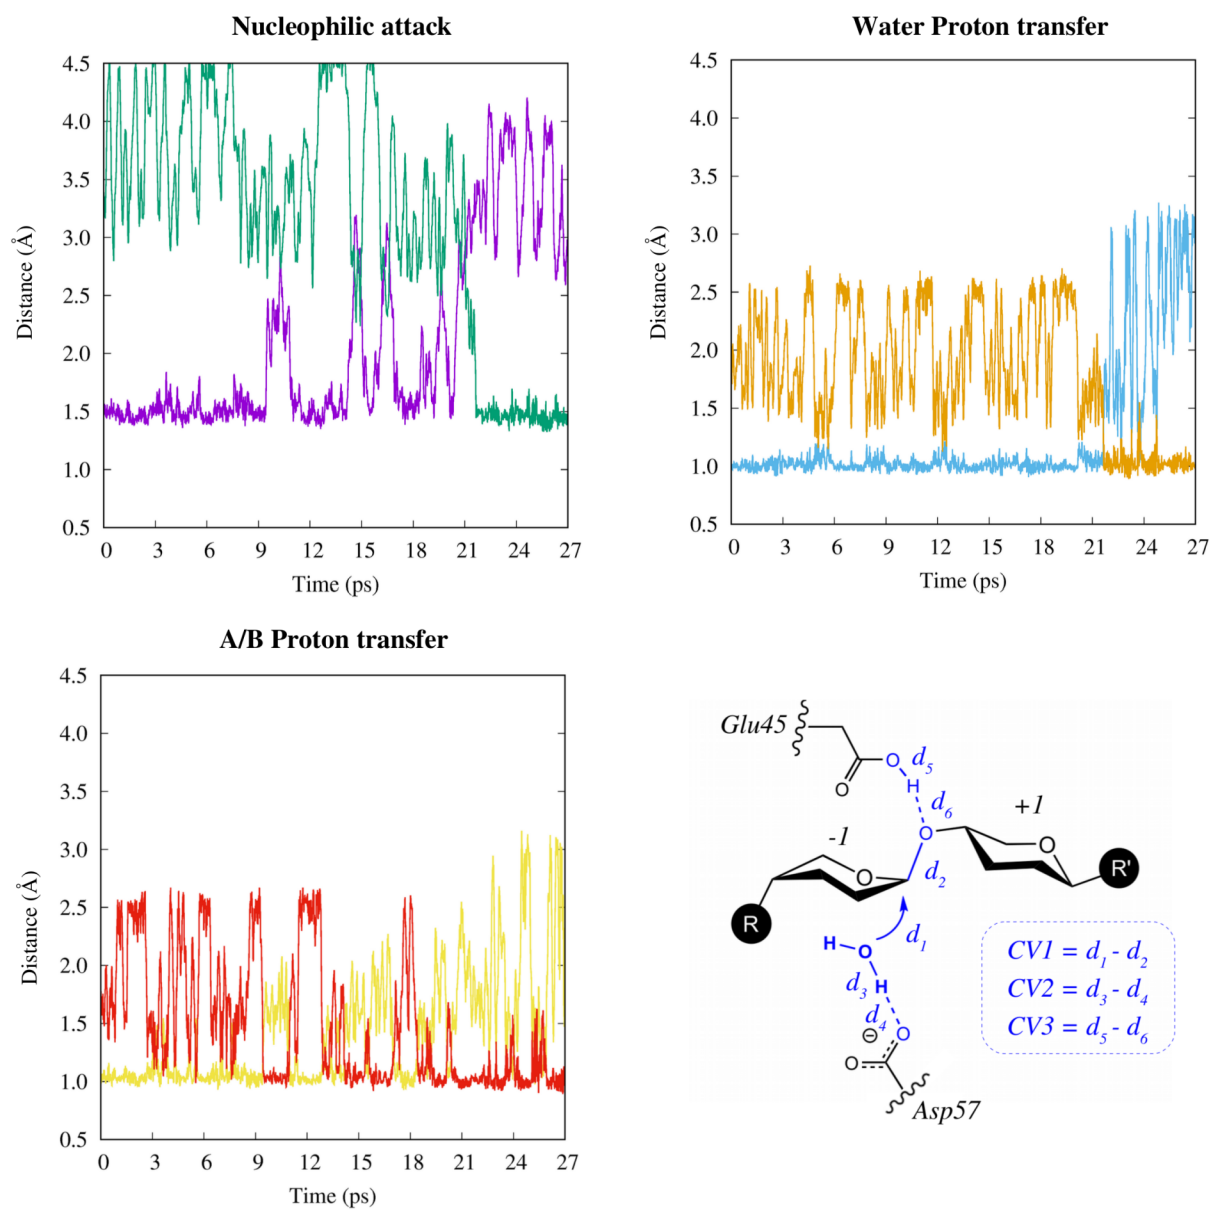 Nucleophilic attack
4.5
4.0
3.5
3.0
2.5
2.0
1.5
1.0
0.5
Distance (Å)
0 3 6 9 12 15 18 21 24 27
Time (ps)
Water Proton transfer
4.5
4.0
3.5
3.0
2.5
2.0
1.5
1.0
0.5
Distance (Å)
0 3 6 9 12 15 18 21 24 27
Time (ps)
A/B Proton transfer
4.5
4.0
3.5
3.0
2.5
2.0
1.5
1.0
0.5
Distance (Å)
0 3 6 9 12 15 18 21 24 27
Time (ps)
Glu45
O d5
O H
d6
-1 O +1
O
O d2 R'
R
H O d1
d3 H
d4
⊖ O
O
Asp57
CV1 = d1 - d2
CV2 = d3 - d4
CV3 = d5 - d6